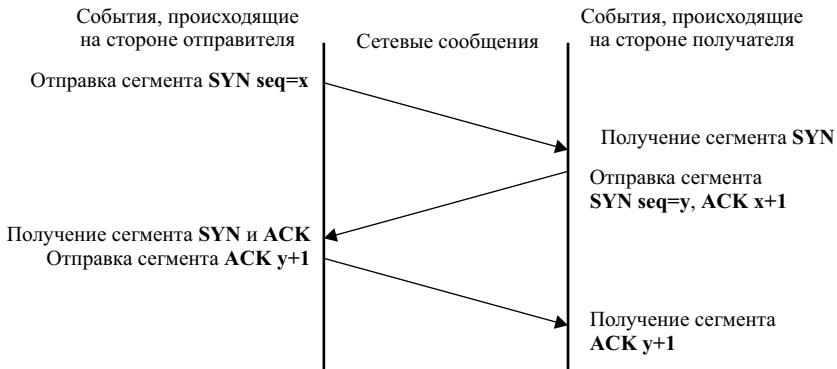 События, происходящие
на стороне отправителя
Сетевые сообщения
События, происходящие
на стороне получателя
Отправка сегмента SYN seq=x
Получение сегмента SYN
Отправка сегмента
SYN seq=y, ACK x+1
Получение сегмента SYN и ACK
Отправка сегмента ACK y+1
Получение сегмента
ACK y+1